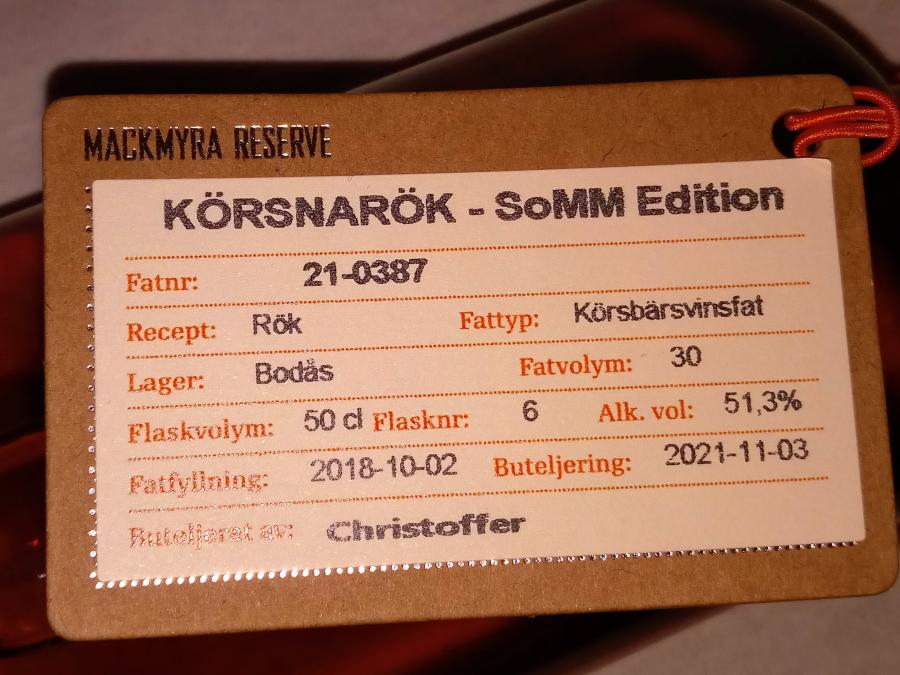 MACKMYRA RESERVE
KÖRSNARÖK - SoMM Edition
Fatnr: 21-0387
Recept: Rök Fattyp: Körsbärsvinsfat
Lager: Bodås Fatvolym: 30
Flaskvolym: 50 cl Flasknr: 6 Alk. vol: 51,3%
Fatfyllning: 2018-10-02 Buteljering: 2021-11-03
Buteljeret av: Christoffer